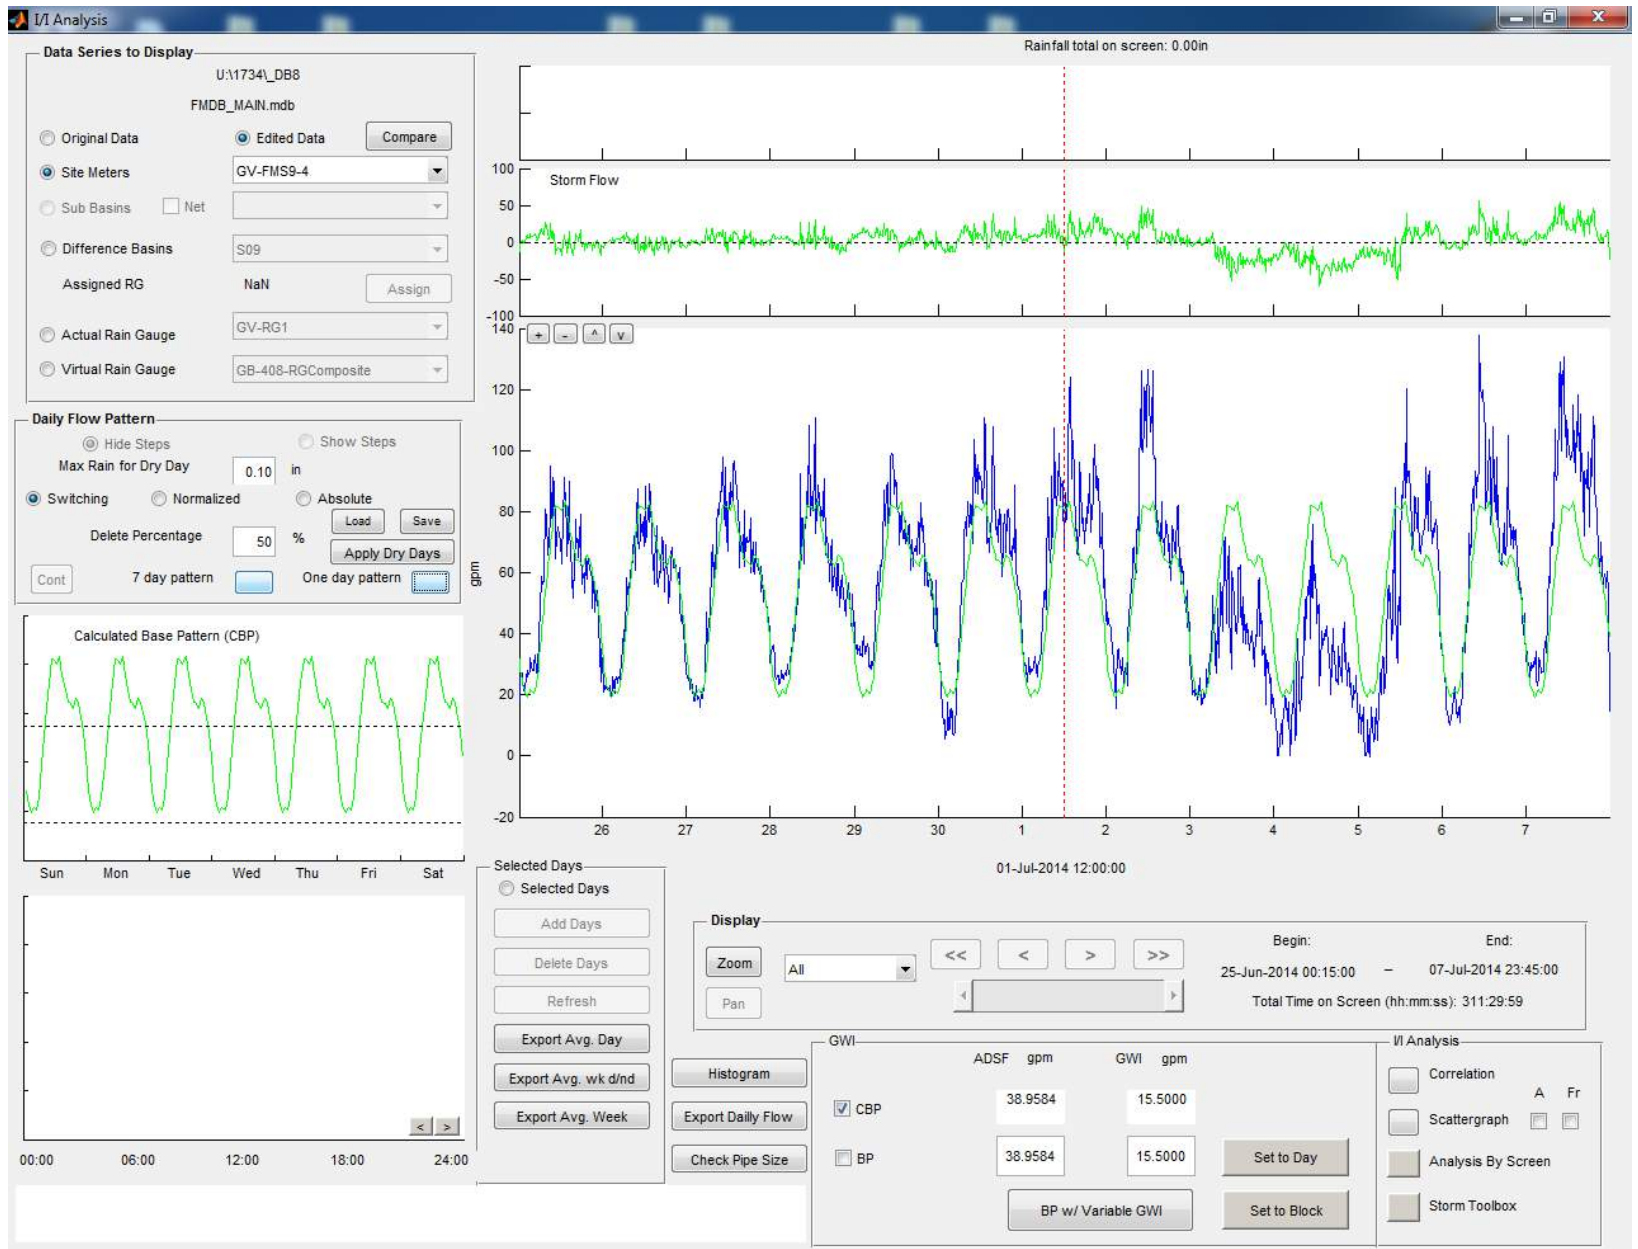 I/I Analysis
Data Series to Display
U:\1734\_DB8
FMDB_MAIN.mdb
Original Data
Edited Data
Compare
Site Meters
GV-FMS9-4
Sub Basins
Net
Difference Basins
S09
Assigned RG
NaN
Assign
Actual Rain Gauge
GV-RG1
Virtual Rain Gauge
GB-408-RGComposite
Daily Flow Pattern
Hide Steps
Show Steps
Max Rain for Dry Day
0.10
in
Switching
Normalized
Absolute
Load
Save
Delete Percentage
50
%
Apply Dry Days
Cont
7 day pattern
One day pattern
Calculated Base Pattern (CBP)
Sun Mon Tue Wed Thu Fri Sat
< >
00:00 06:00 12:00 18:00 24:00
Rainfall total on screen: 0.00in
Storm Flow
100
50
0
-50
-100
+ - ^ v
140
120
100
80
60
40
20
0
-20
gpm
26 27 28 29 30 1 2 3 4 5 6 7
01-Jul-2014 12:00:00
Selected Days
Selected Days
Add Days
Delete Days
Refresh
Export Avg. Day
Export Avg. wk d/nd
Export Avg. Week
Histogram
Export Dailly Flow
Check Pipe Size
Display
Zoom
Pan
All
<< < > >>
Begin:
End:
25-Jun-2014 00:15:00 – 07-Jul-2014 23:45:00
Total Time on Screen (hh:mm:ss): 311:29:59
GWI
ADSF gpm
GWI gpm
CBP
38.9584
15.5000
BP
38.9584
15.5000
Set to Day
BP w/ Variable GWI
Set to Block
I/I Analysis
Correlation
A Fr
Scattergraph
Analysis By Screen
Storm Toolbox